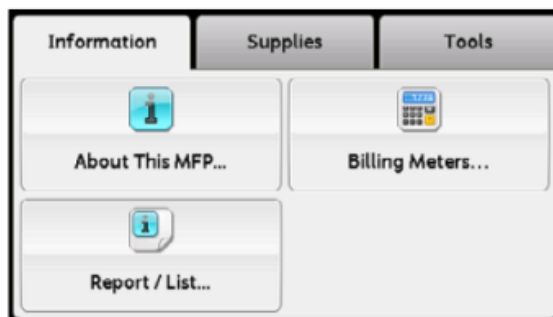 Information
Supplies
Tools
About This MFP...
Billing Meters...
Report / List...